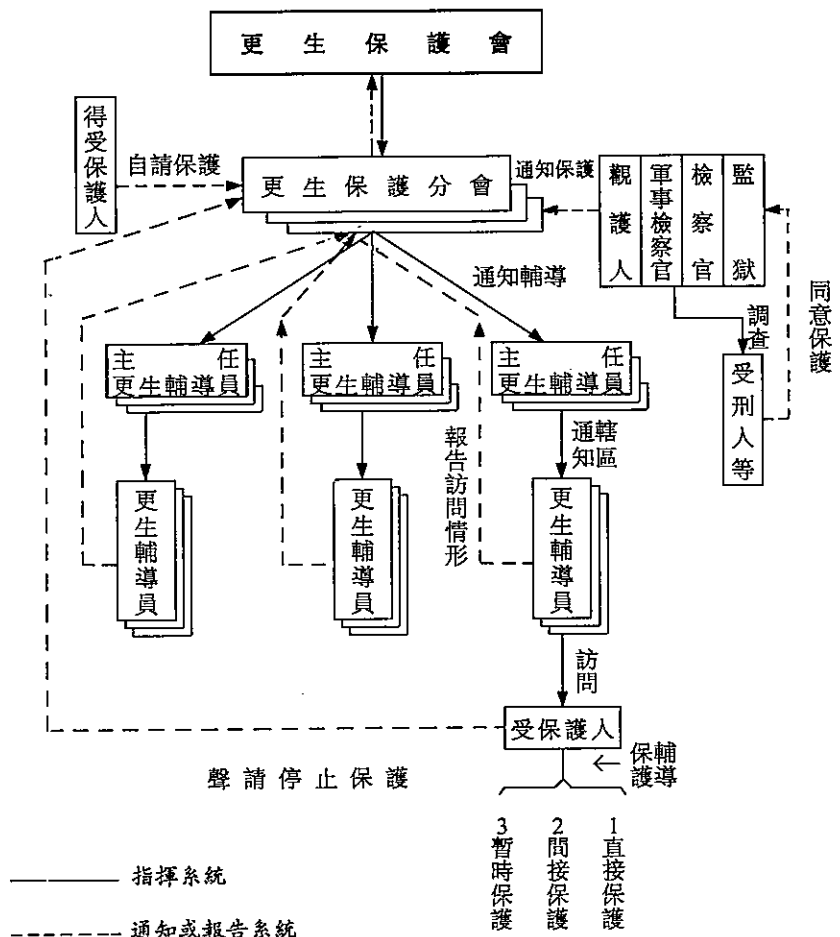 更生保護會
得受保護人
自請保護
更生保護分會
通知保護
觀護人
軍事檢察官
檢察官
監獄
通知輔導
調查
同意保護
受刑人等
主任
更生輔導員
主任
更生輔導員
主任
更生輔導員
報告訪問情形
通知
轄區
更生輔導員
更生輔導員
更生輔導員
訪問
受保護人
輔導
保護
聲請停止保護
1直接保護
2間接保護
3暫時保護
指揮系統
通知或報告系統